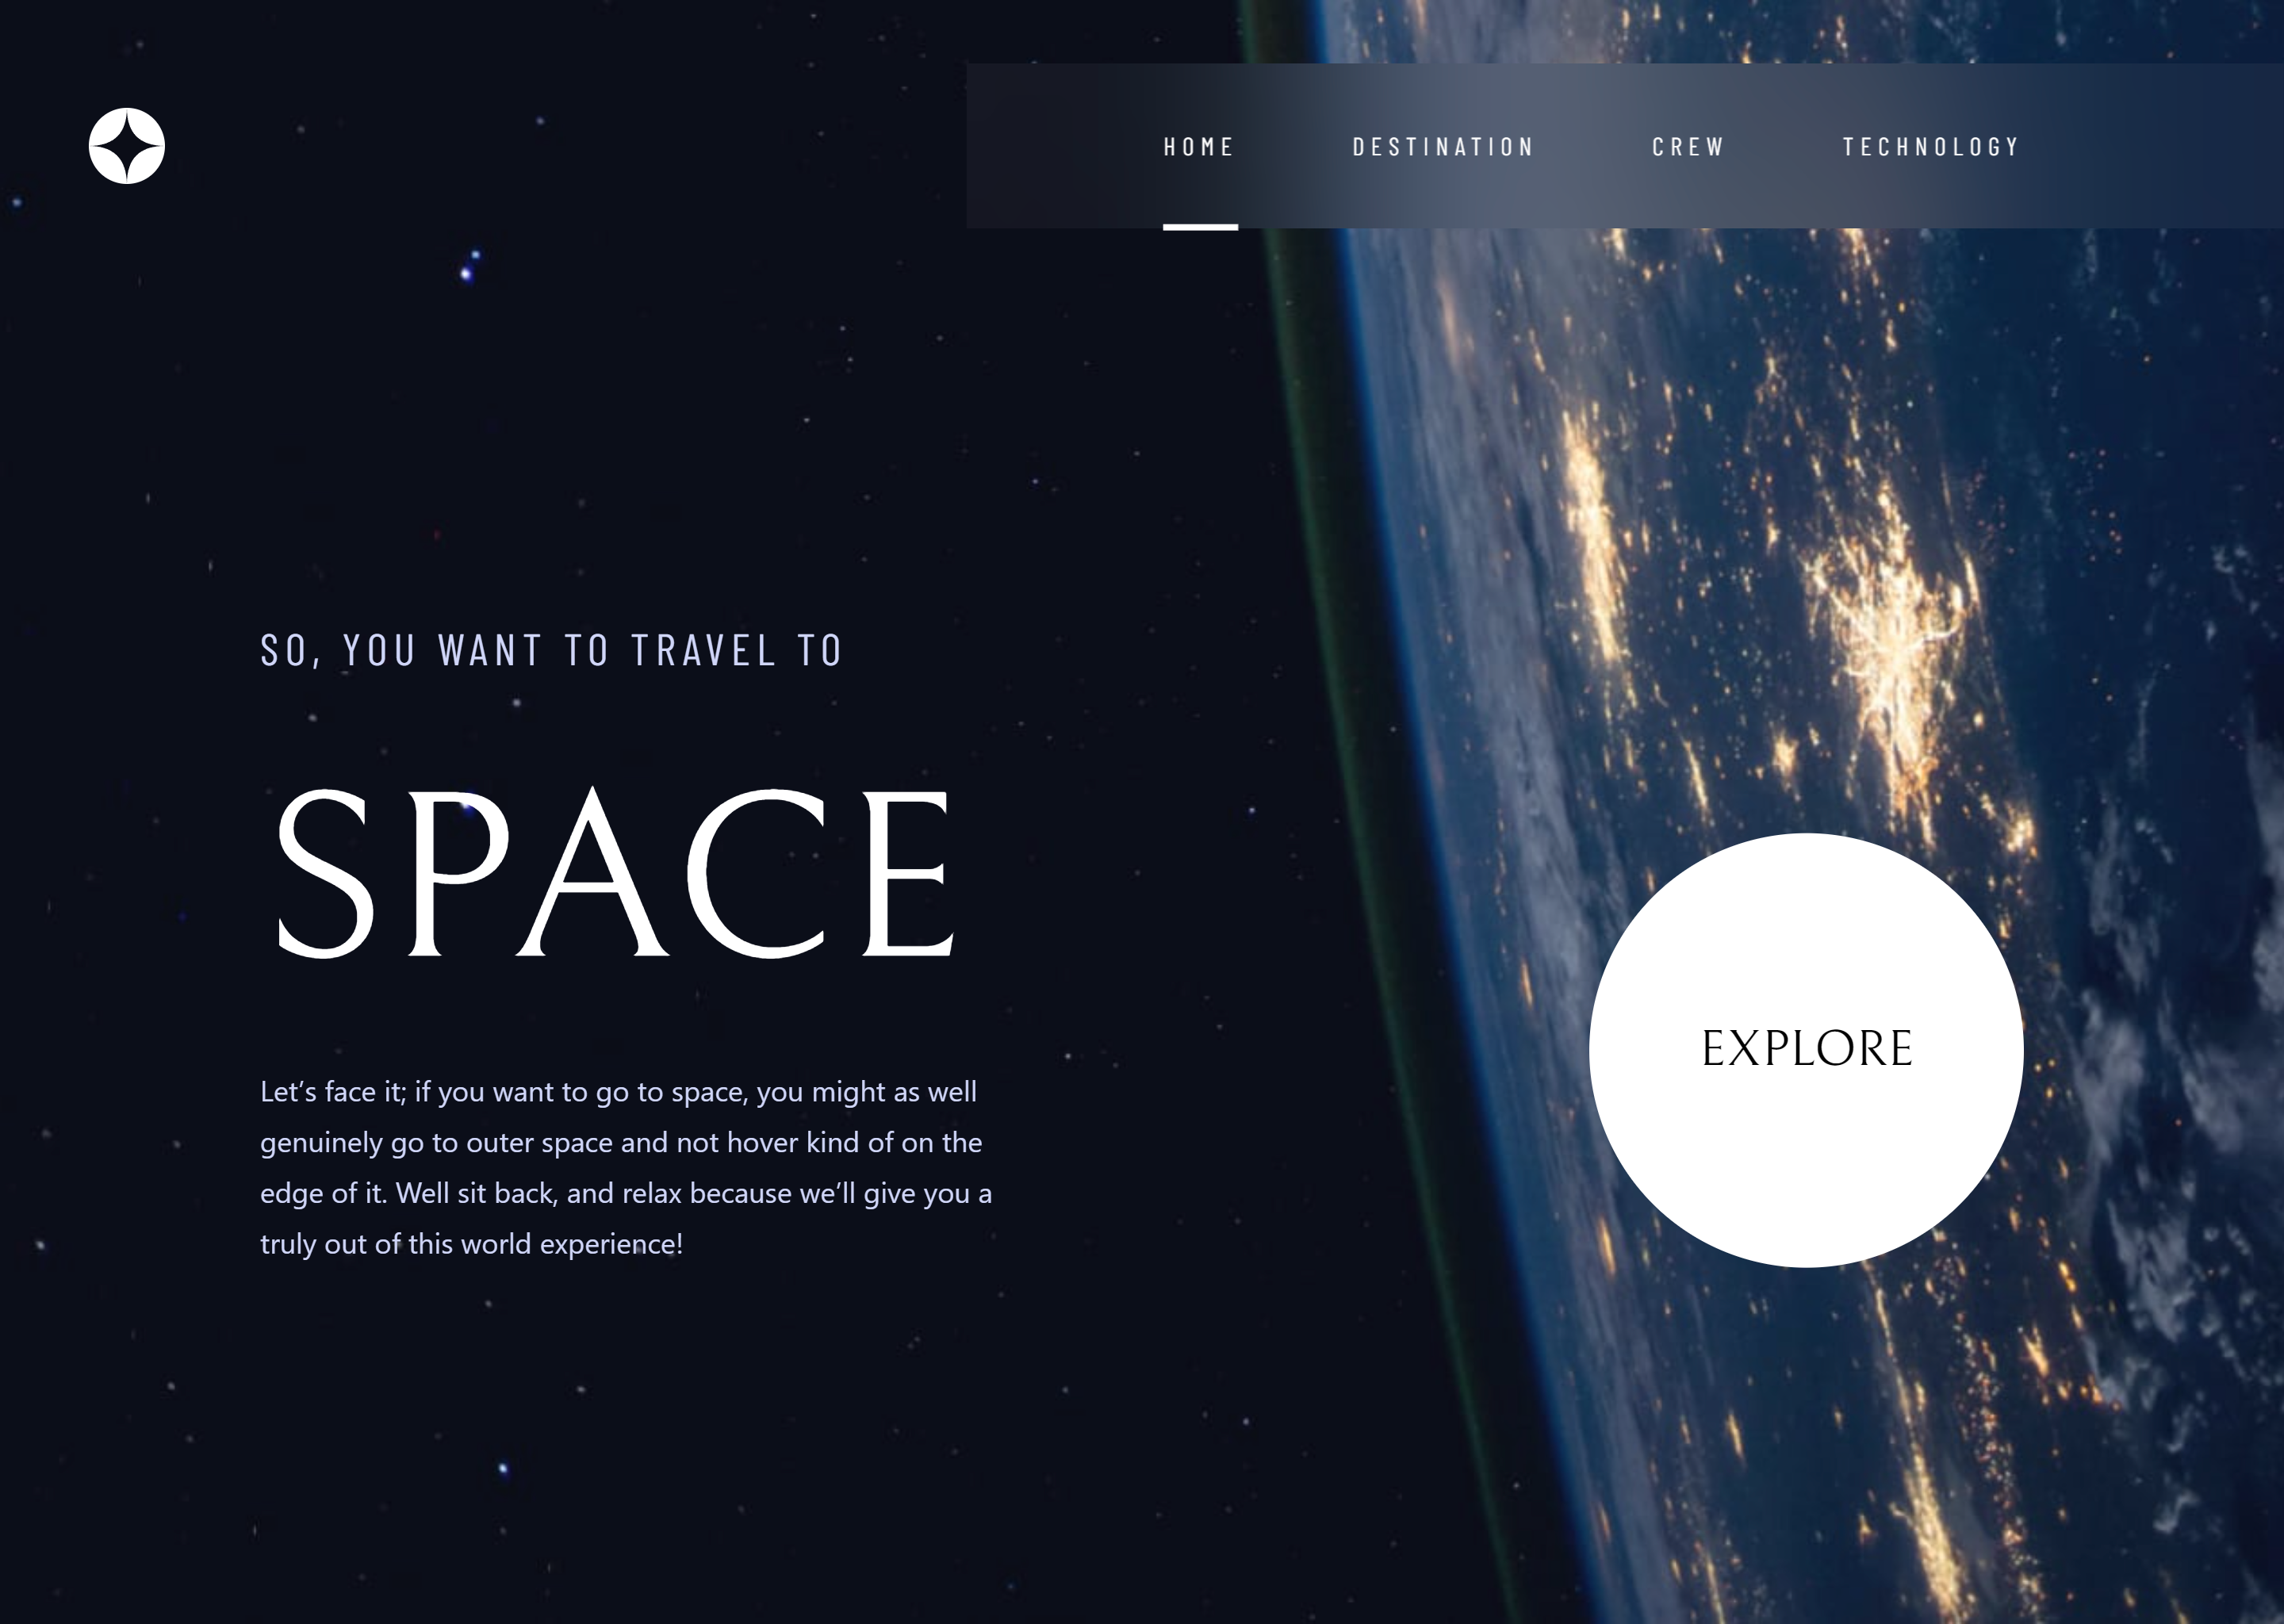 HOME DESTINATION CREW TECHNOLOGY
SO, YOU WANT TO TRAVEL TO
SPACE
Let’s face it; if you want to go to space, you might as well
genuinely go to outer space and not hover kind of on the
edge of it. Well sit back, and relax because we’ll give you a
truly out of this world experience!
EXPLORE